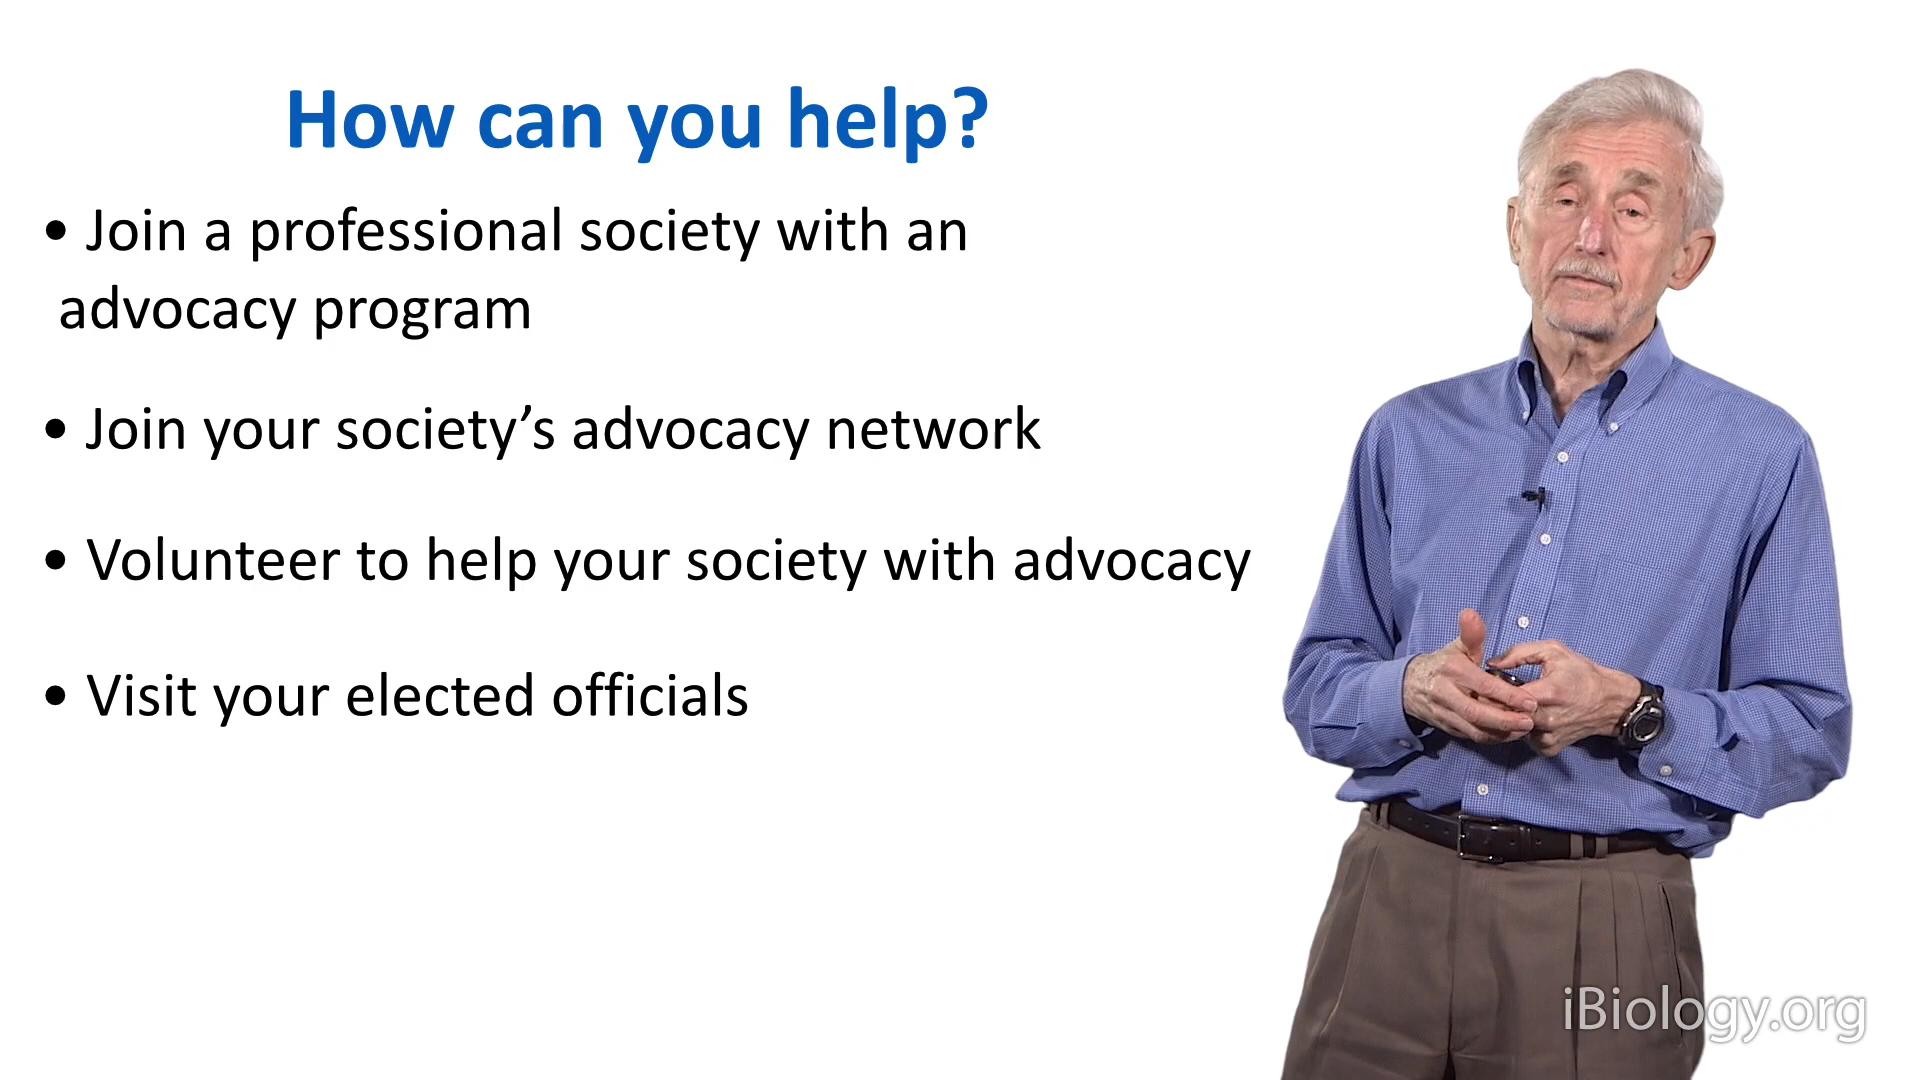 How can you help?
• Join a professional society with an
advocacy program
• Join your society’s advocacy network
• Volunteer to help your society with advocacy
• Visit your elected officials
iBiology.org